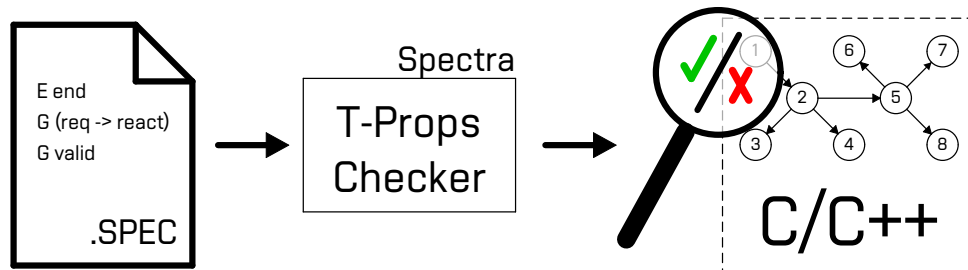 E end
G (req -> react)
G valid
.SPEC
Spectra
T-Props
Checker
1
6
7
2
5
3
4
8
C/C++